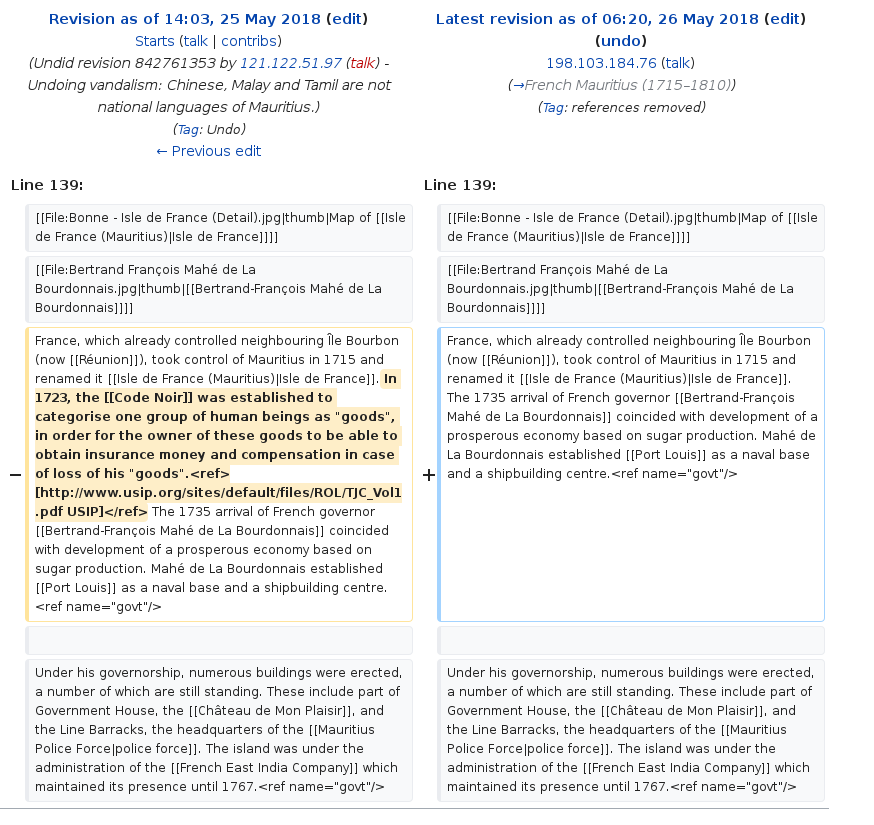 Revision as of 14:03, 25 May 2018 (edit)
Starts (talk | contribs)
(Undid revision 842761353 by 121.122.51.97 (talk) -
Undoing vandalism: Chinese, Malay and Tamil are not
national languages of Mauritius.)
(Tag: Undo)
← Previous edit
Latest revision as of 06:20, 26 May 2018 (edit)
(undo)
198.103.184.76 (talk)
(→French Mauritius (1715–1810))
(Tag: references removed)
Line 139:
Line 139:
[[File:Bonne - Isle de France (Detail).jpg|thumb|Map of [[Isle
de France (Mauritius)|Isle de France]]]]
[[File:Bonne - Isle de France (Detail).jpg|thumb|Map of [[Isle
de France (Mauritius)|Isle de France]]]]
[[File:Bertrand François Mahé de La
Bourdonnais.jpg|thumb|[[Bertrand-François Mahé de La
Bourdonnais]]]]
[[File:Bertrand François Mahé de La
Bourdonnais.jpg|thumb|[[Bertrand-François Mahé de La
Bourdonnais]]]]
−
France, which already controlled neighbouring Île Bourbon
(now [[Réunion]]), took control of Mauritius in 1715 and
renamed it [[Isle de France (Mauritius)|Isle de France]]. In
1723, the [[Code Noir]] was established to
categorise one group of human beings as "goods",
in order for the owner of these goods to be able to
obtain insurance money and compensation in case
of loss of his "goods".<ref>
[http://www.usip.org/sites/default/files/ROL/TJC_Vol1
.pdf USIP]</ref> The 1735 arrival of French governor
[[Bertrand-François Mahé de La Bourdonnais]] coincided
with development of a prosperous economy based on
sugar production. Mahé de La Bourdonnais established
[[Port Louis]] as a naval base and a shipbuilding centre.
<ref name="govt"/>
+
France, which already controlled neighbouring Île Bourbon
(now [[Réunion]]), took control of Mauritius in 1715 and
renamed it [[Isle de France (Mauritius)|Isle de France]].
The 1735 arrival of French governor [[Bertrand-François
Mahé de La Bourdonnais]] coincided with development of a
prosperous economy based on sugar production. Mahé de
La Bourdonnais established [[Port Louis]] as a naval base
and a shipbuilding centre.<ref name="govt"/>
Under his governorship, numerous buildings were erected,
a number of which are still standing. These include part of
Government House, the [[Château de Mon Plaisir]], and
the Line Barracks, the headquarters of the [[Mauritius
Police Force|police force]]. The island was under the
administration of the [[French East India Company]] which
maintained its presence until 1767.<ref name="govt"/>
Under his governorship, numerous buildings were erected,
a number of which are still standing. These include part of
Government House, the [[Château de Mon Plaisir]], and
the Line Barracks, the headquarters of the [[Mauritius
Police Force|police force]]. The island was under the
administration of the [[French East India Company]] which
maintained its presence until 1767.<ref name="govt"/>